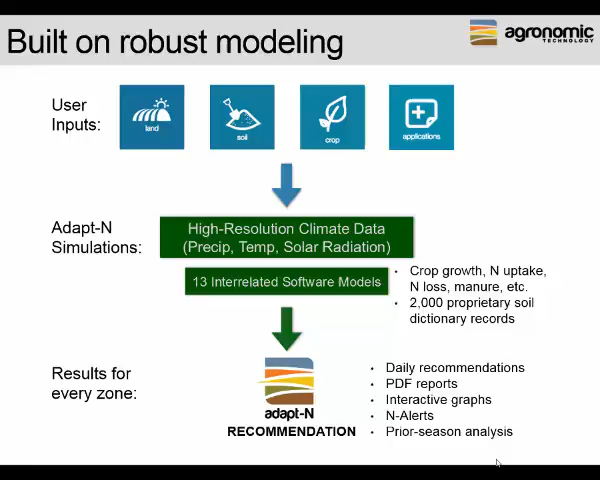 Built on robust modeling
agronomic
TECHNOLOGY
User
Inputs:
land
soil
crop
applications
Adapt-N
Simulations:
High-Resolution Climate Data
(Precip, Temp, Solar Radiation)
13 Interrelated Software Models
• Crop growth, N uptake,
N loss, manure, etc.
• 2,000 proprietary soil
dictionary records
Results for
every zone:
adapt-N
RECOMMENDATION
• Daily recommendations
• PDF reports
• Interactive graphs
• N-Alerts
• Prior-season analysis